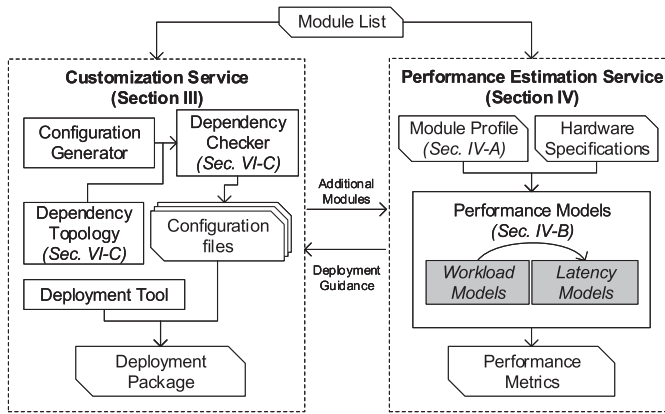 Module List
Customization Service
(Section III)
Configuration
Generator
Dependency
Checker
(Sec. VI-C)
Dependency
Topology
(Sec. VI-C)
Configuration
files
Deployment Tool
Deployment
Package
Additional
Modules
Deployment
Guidance
Performance Estimation Service
(Section IV)
Module Profile
(Sec. IV-A)
Hardware
Specifications
Performance Models
(Sec. IV-B)
Workload
Models
Latency
Models
Performance
Metrics